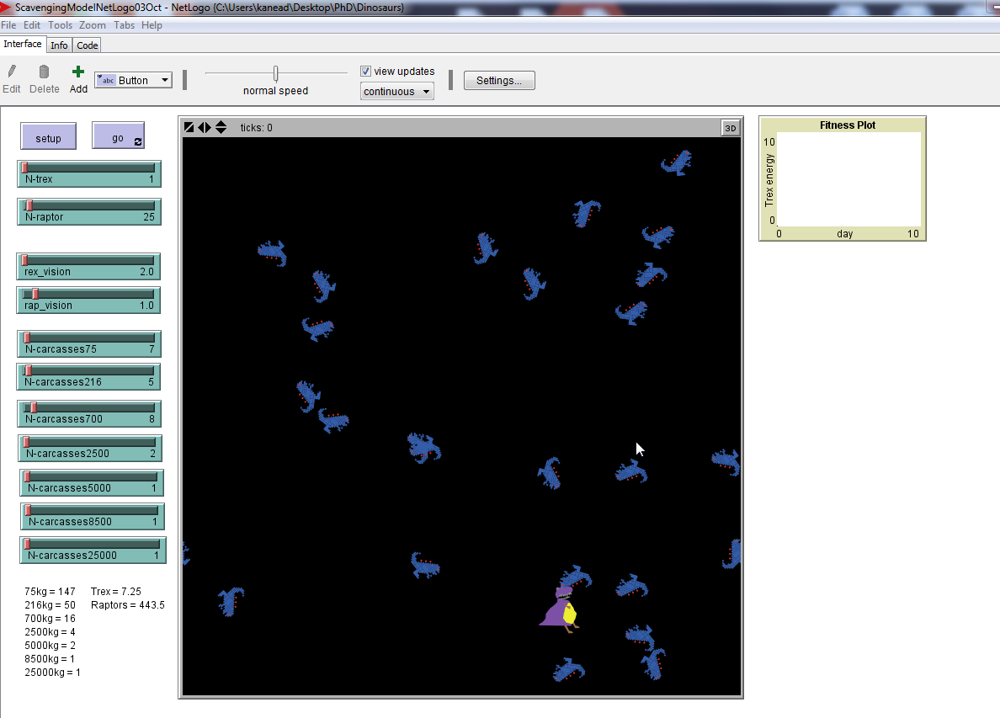 ScavengingModelNetLogo03Oct - NetLogo {C:\Users\kanead\Desktop\PhD\Dinosaurs}
File Edit Tools Zoom Tabs Help
Interface Info Code
Edit Delete Add abc Button normal speed view updates continuous Settings...
setup go
ticks: 0 3D
N-trex 1
N-raptor 25
rex_vision 2.0
rap_vision 1.0
N-carcasses75 7
N-carcasses216 5
N-carcasses700 8
N-carcasses2500 2
N-carcasses5000 1
N-carcasses8500 1
N-carcasses25000 1
75kg = 147 Trex = 7.25
216kg = 50 Raptors = 443.5
700kg = 16
2500kg = 4
5000kg = 2
8500kg = 1
25000kg = 1
Fitness Plot
10
Trex energy
0
0 day 10